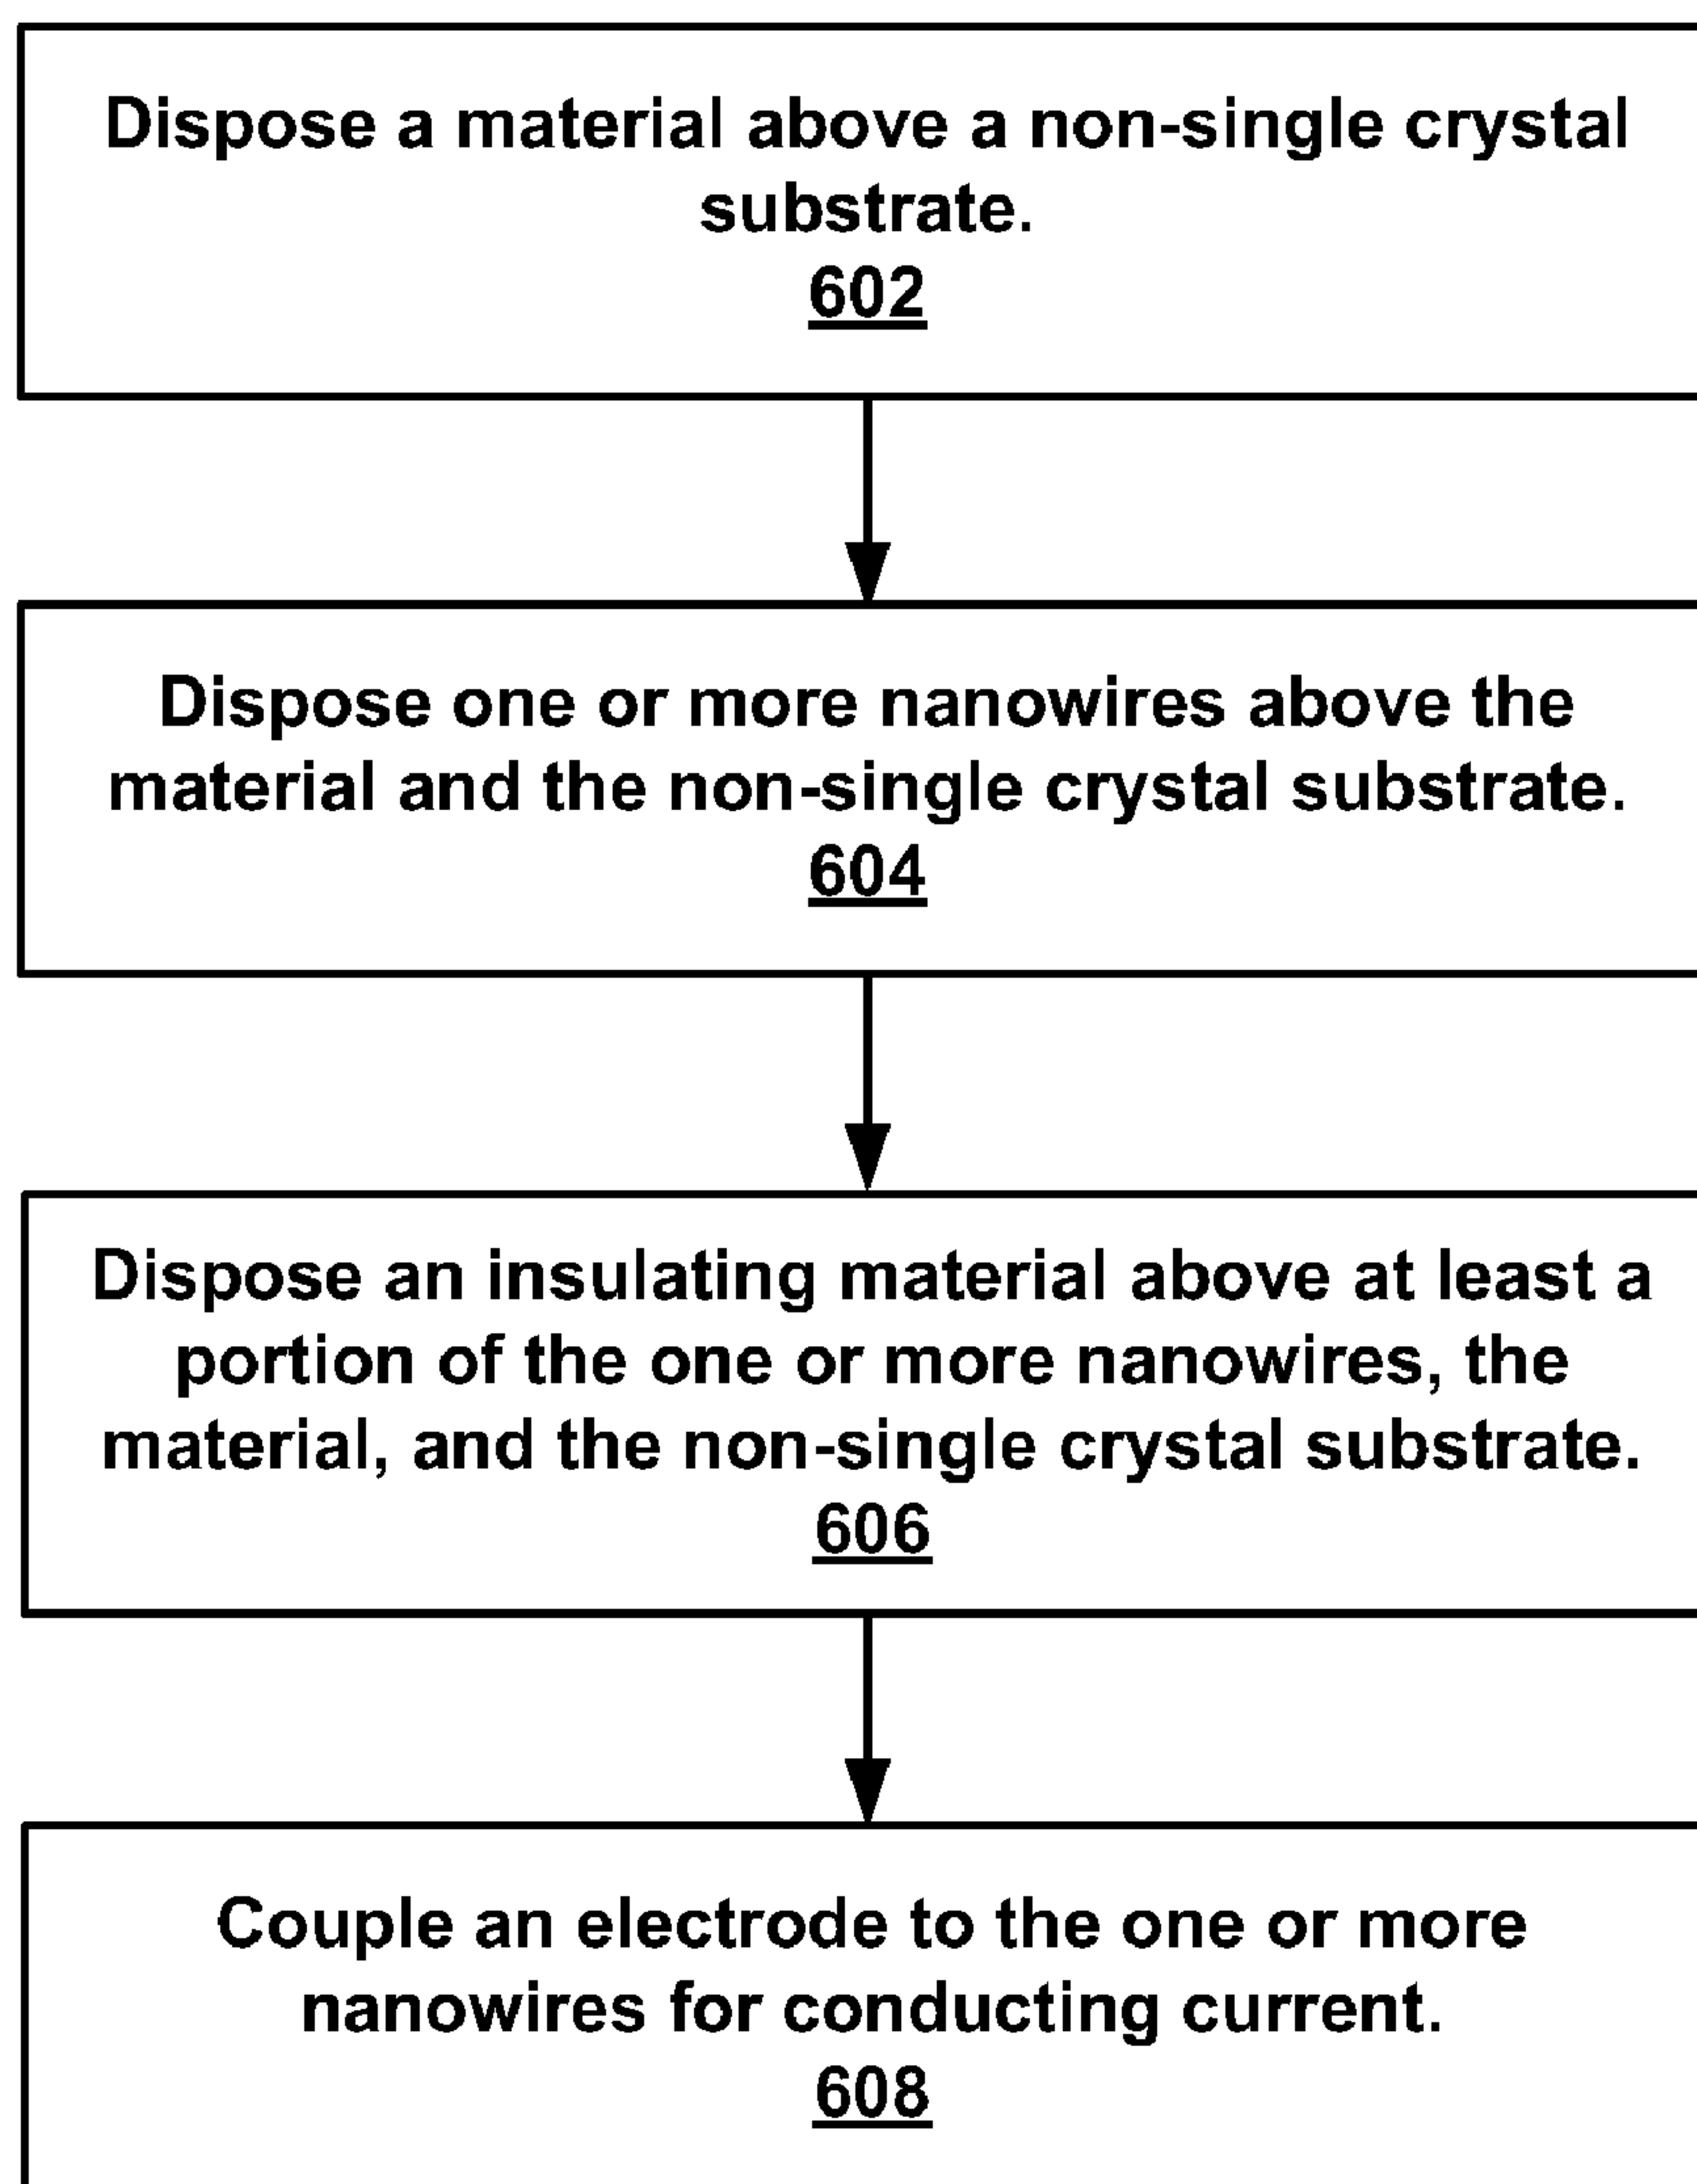 Dispose a material above a non-single crystal
substrate.
602
Dispose one or more nanowires above the
material and the non-single crystal substrate.
604
Dispose an insulating material above at least a
portion of the one or more nanowires, the
material, and the non-single crystal substrate.
606
Couple an electrode to the one or more
nanowires for conducting current.
608